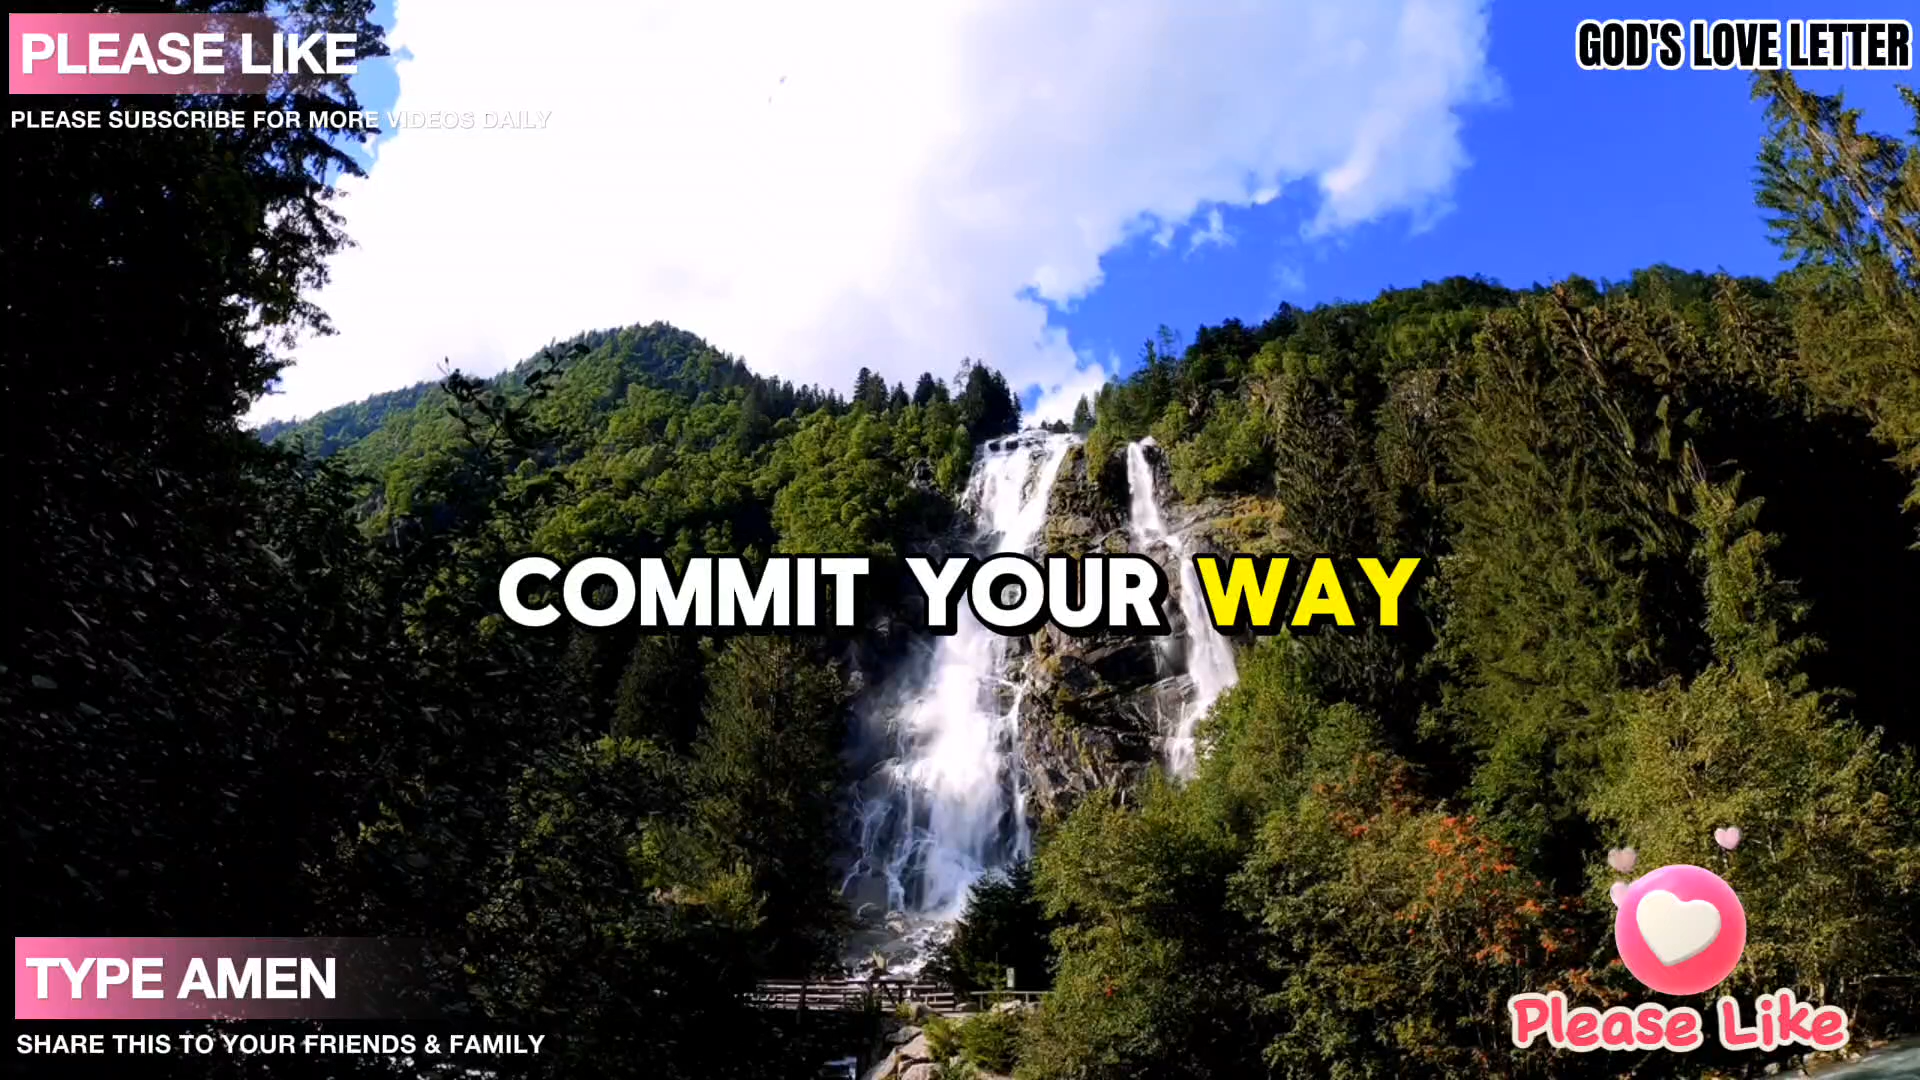 PLEASE LIKE
GOD'S LOVE LETTER
PLEASE SUBSCRIBE FOR MORE VIDEOS DAILY
COMMIT YOUR WAY
TYPE AMEN
SHARE THIS TO YOUR FRIENDS & FAMILY
Please Like